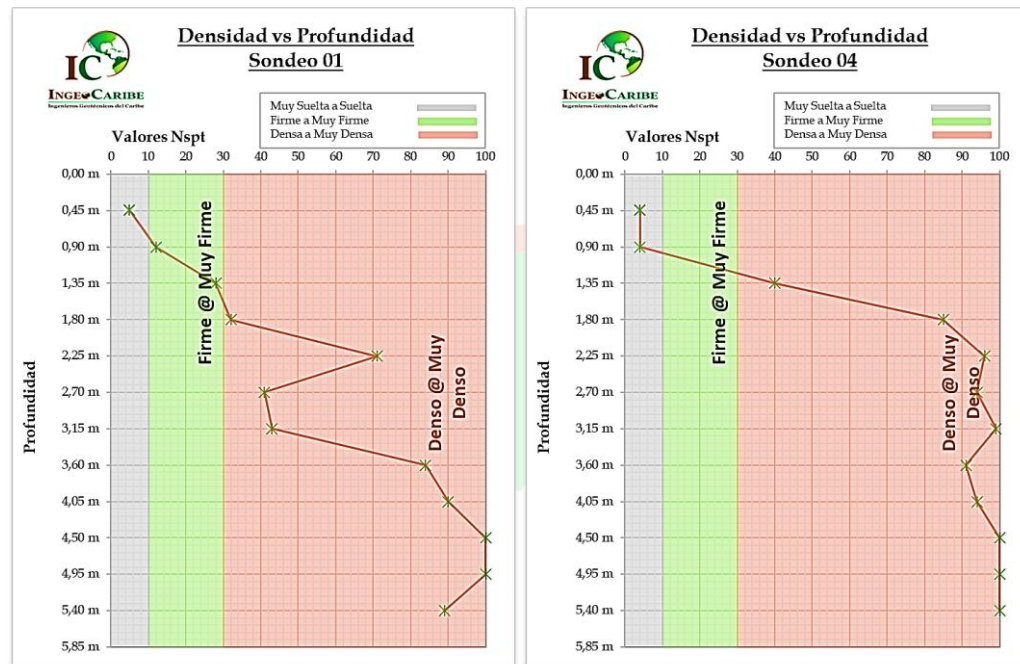 Densidad vs Profundidad
Sondeo 01
IC
INGEOCARIBE
Ingenieros Geotécnicos del Caribe
Muy Suelta a Suelta
Firme a Muy Firme
Densa a Muy Densa
Valores Nspt
0 10 20 30 40 50 60 70 80 90 100
0,00 m
0,45 m
0,90 m
1,35 m
1,80 m
2,25 m
2,70 m
3,15 m
3,60 m
4,05 m
4,50 m
4,95 m
5,40 m
5,85 m
Profundidad
Firme @ Muy Firme
Denso @ Muy
Denso
Densidad vs Profundidad
Sondeo 04
IC
INGEOCARIBE
Ingenieros Geotécnicos del Caribe
Muy Suelta a Suelta
Firme a Muy Firme
Densa a Muy Densa
Valores Nspt
0 10 20 30 40 50 60 70 80 90 100
0,00 m
0,45 m
0,90 m
1,35 m
1,80 m
2,25 m
2,70 m
3,15 m
3,60 m
4,05 m
4,50 m
4,95 m
5,40 m
5,85 m
Profundidad
Firme @ Muy Firme
Denso @ Muy
Denso